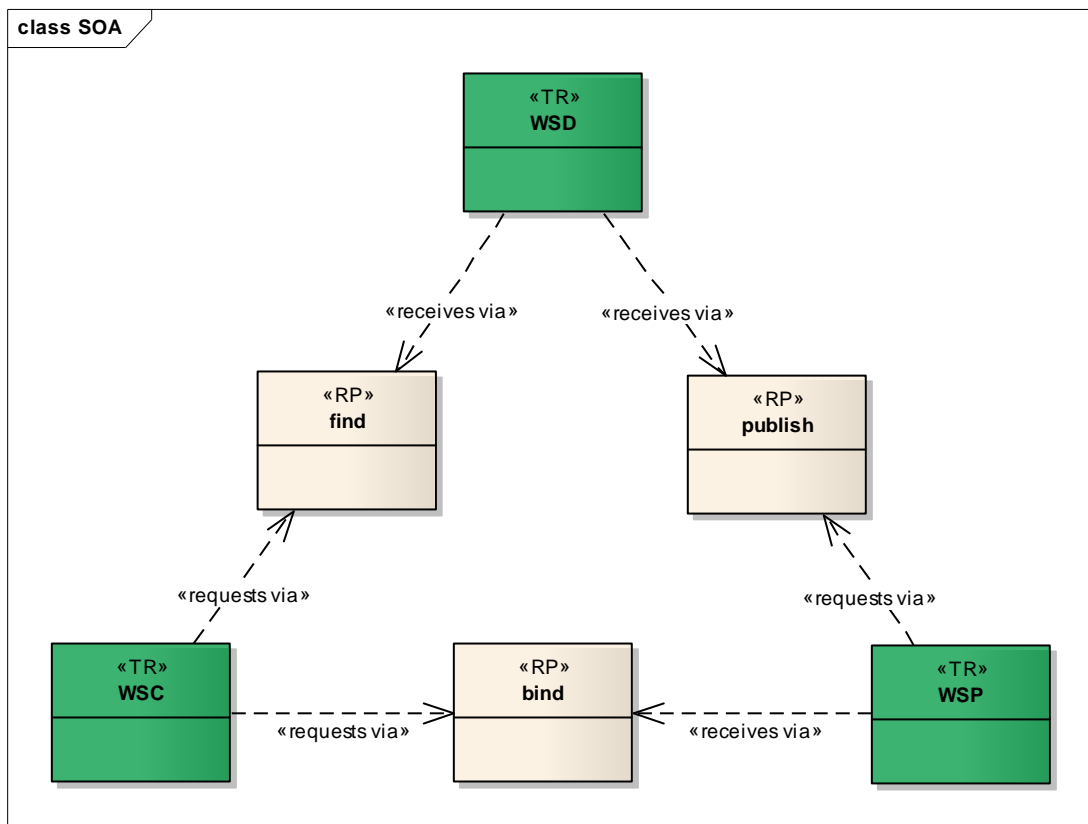 class SOA
«TR»
WSD
«receives via»
«receives via»
«RP»
find
«RP»
publish
«requests via»
«requests via»
«TR»
WSC
«RP»
bind
«TR»
WSP
«requests via»
«receives via»